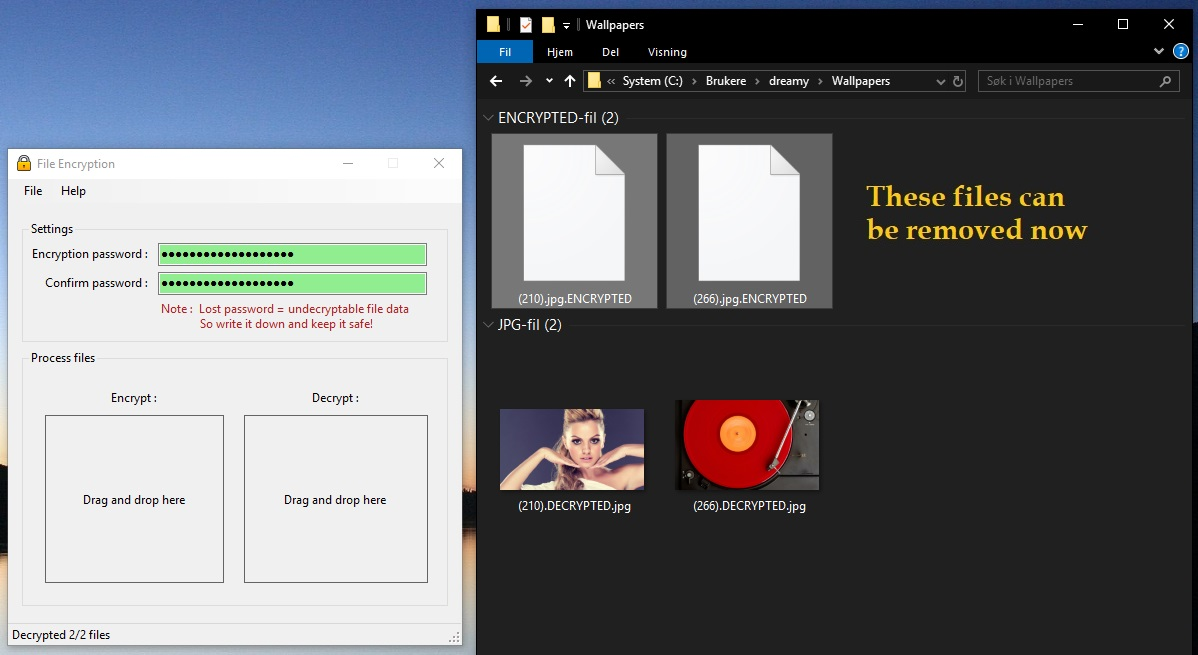 File Encryption
File Help
Settings
Encryption password : ●●●●●●●●●●●●●●●●●●●
Confirm password : ●●●●●●●●●●●●●●●●●●●
Note : Lost password = undecryptable file data
So write it down and keep it safe!
Process files
Encrypt : Decrypt :
Drag and drop here Drag and drop here
Decrypted 2/2 files
Wallpapers
Fil Hjem Del Visning ?
« System (C:) › Brukere › dreamy › Wallpapers Søk i Wallpapers
ENCRYPTED-fil (2)
(210).jpg.ENCRYPTED (266).jpg.ENCRYPTED
These files can
be removed now
JPG-fil (2)
(210).DECRYPTED.jpg (266).DECRYPTED.jpg